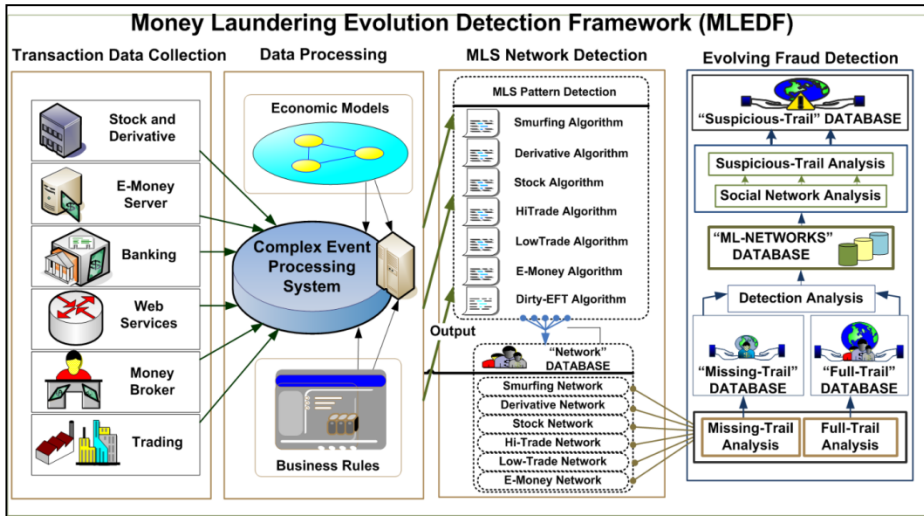 Money Laundering Evolution Detection Framework (MLEDF)
Transaction Data Collection
Stock and
Derivative
E-Money
Server
Banking
Web
Services
Money
Broker
Trading
Data Processing
Economic Models
Complex Event
Processing
System
Business Rules
MLS Network Detection
MLS Pattern Detection
Smurfing Algorithm
Derivative Algorithm
Stock Algorithm
HiTrade Algorithm
LowTrade Algorithm
E-Money Algorithm
Dirty-EFT Algorithm
Output
“Network”
DATABASE
Smurfing Network
Derivative Network
Stock Network
Hi-Trade Network
Low-Trade Network
E-Money Network
Evolving Fraud Detection
“Suspicious-Trail” DATABASE
Suspicious-Trail Analysis
Social Network Analysis
“ML-NETWORKS”
DATABASE
Detection Analysis
“Missing-Trail”
DATABASE
“Full-Trail”
DATABASE
Missing-Trail
Analysis
Full-Trail
Analysis